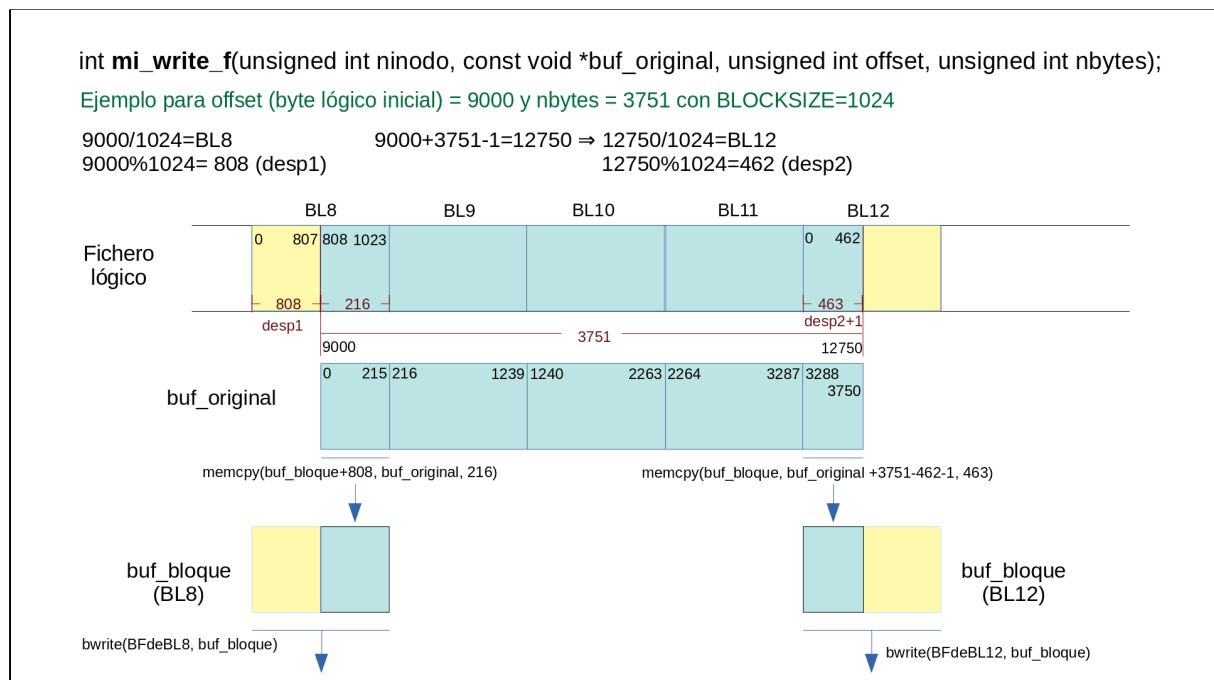 int mi_write_f(unsigned int ninodo, const void *buf_original, unsigned int offset, unsigned int nbytes);
Ejemplo para offset (byte lógico inicial) = 9000 y nbytes = 3751 con BLOCKSIZE=1024
9000/1024=BL8 9000+3751-1=12750 ⇒ 12750/1024=BL12
9000%1024= 808 (desp1) 12750%1024=462 (desp2)
BL8 BL9 BL10 BL11 BL12
Fichero
lógico
0 807 808 1023 0 462
808 216 463
desp1 desp2+1
3751
9000 12750
buf_original
0 215 216 1239 1240 2263 2264 3287 3288
3750
memcpy(buf_bloque+808, buf_original, 216) memcpy(buf_bloque, buf_original +3751-462-1, 463)
buf_bloque
(BL8)
buf_bloque
(BL12)
bwrite(BFdeBL8, buf_bloque)
bwrite(BFdeBL12, buf_bloque)